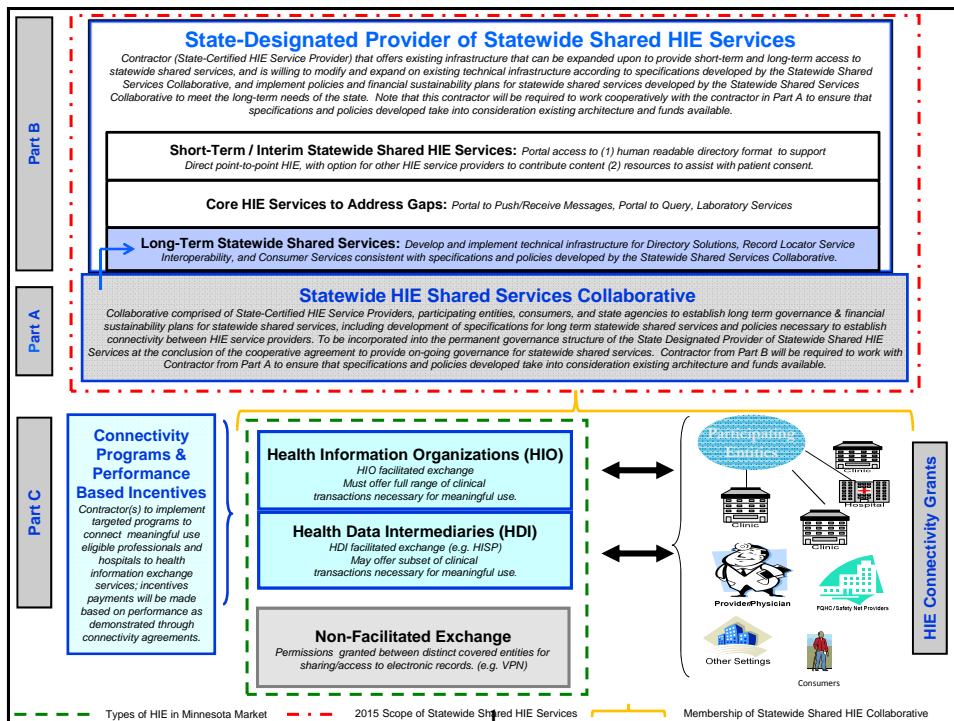 Part B
State-Designated Provider of Statewide Shared HIE Services
Contractor (State-Certified HIE Service Provider) that offers existing infrastructure that can be expanded upon to provide short-term and long-term access to
statewide shared services, and is willing to modify and expand on existing technical infrastructure according to specifications developed by the Statewide Shared
Services Collaborative, and implement policies and financial sustainability plans for statewide shared services developed by the Statewide Shared Services
Collaborative to meet the long-term needs of the state. Note that this contractor will be required to work cooperatively with the contractor in Part A to ensure that
specifications and policies developed take into consideration existing architecture and funds available.
Short-Term / Interim Statewide Shared HIE Services: Portal access to (1) human readable directory format to support
Direct point-to-point HIE, with option for other HIE service providers to contribute content (2) resources to assist with patient consent.
Core HIE Services to Address Gaps: Portal to Push/Receive Messages, Portal to Query, Laboratory Services
Long-Term Statewide Shared Services: Develop and implement technical infrastructure for Directory Solutions, Record Locator Service
Interoperability, and Consumer Services consistent with specifications and policies developed by the Statewide Shared Services Collaborative.
Part A
Statewide HIE Shared Services Collaborative
Collaborative comprised of State-Certified HIE Service Providers, participating entities, consumers, and state agencies to establish long term governance & financial
sustainability plans for statewide shared services, including development of specifications for long term statewide shared services and policies necessary to establish
connectivity between HIE service providers. To be incorporated into the permanent governance structure of the State Designated Provider of Statewide Shared HIE
Services at the conclusion of the cooperative agreement to provide on-going governance for statewide shared services. Contractor from Part B will be required to work with
Contractor from Part A to ensure that specifications and policies developed take into consideration existing architecture and funds available.
Part C
Connectivity
Programs &
Performance
Based Incentives
Contractor(s) to implement
targeted programs to
connect meaningful use
eligible professionals and
hospitals to health
information exchange
services; incentives
payments will be made
based on performance as
demonstrated through
connectivity agreements.
Health Information Organizations (HIO)
HIO facilitated exchange
Must offer full range of clinical
transactions necessary for meaningful use.
Health Data Intermediaries (HDI)
HDI facilitated exchange (e.g. HISP)
May offer subset of clinical
transactions necessary for meaningful use.
Non-Facilitated Exchange
Permissions granted between distinct covered entities for
sharing/access to electronic records. (e.g. VPN)
Participating
Entities
Clinic
Hospital
Clinic
Clinic
Provider/Physician
FQHC / Safety Net Providers
Other Settings
Consumers
HIE Connectivity Grants
Types of HIE in Minnesota Market
2015 Scope of Statewide Shared HIE Services
Membership of Statewide Shared HIE Collaborative